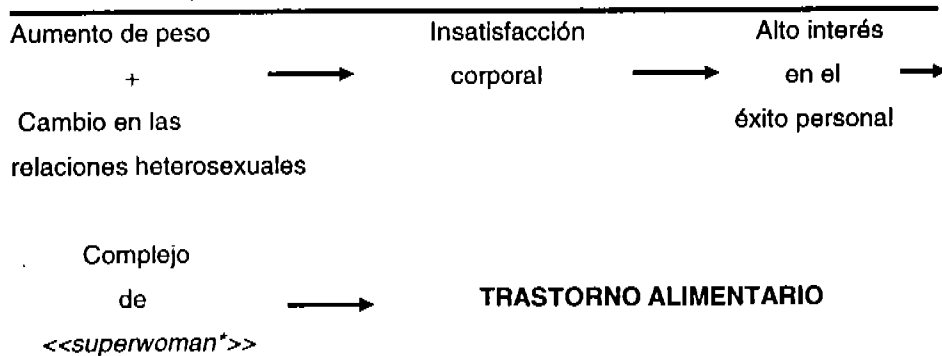 Aumento de peso Insatisfacción Alto interés
+ corporal en el
Cambio en las éxito personal
relaciones heterosexuales
Complejo
de TRASTORNO ALIMENTARIO
<<superwoman*>>